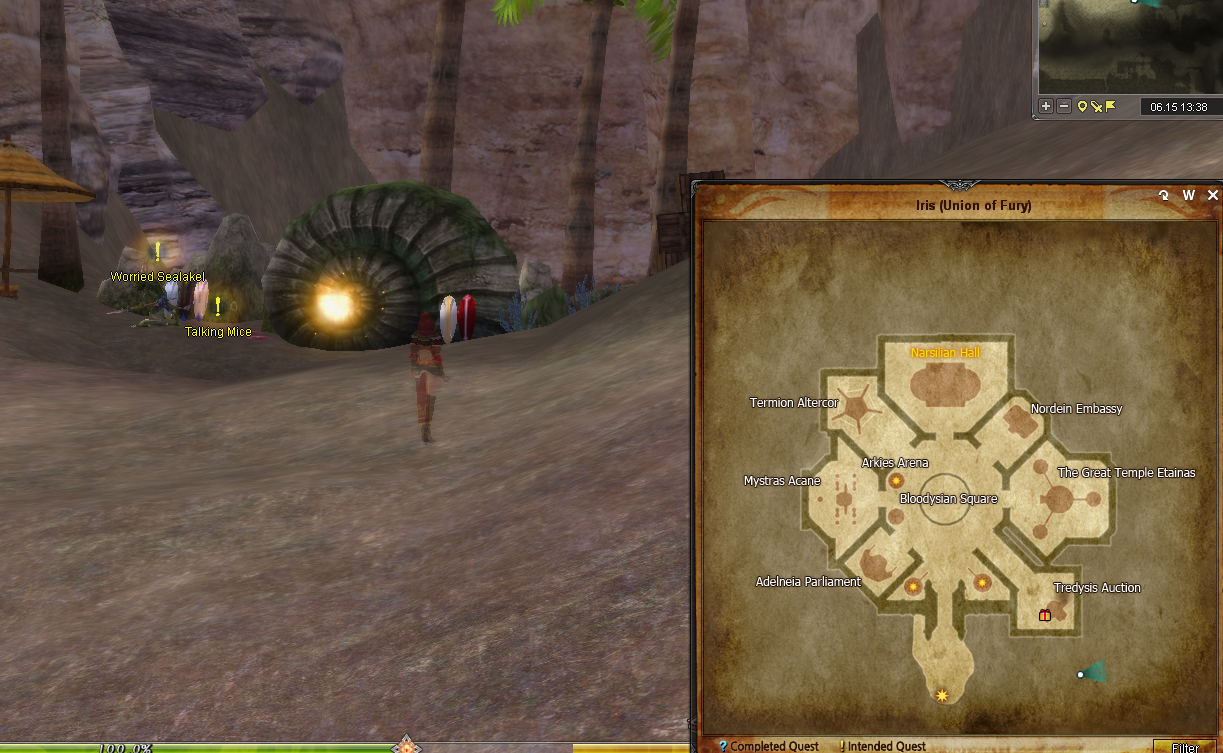 06.15 13:38
W
Iris (Union of Fury)
Worried Sealakel
Talking Mice
Narsilian Hall
Termion Altercor
Nordein Embassy
Arkies Arena
The Great Temple Etainas
Mystras Acane
Bloodysian Square
Adelneia Parliament
Tredysis Auction
100.0%
? Completed Quest
! Intended Quest
Filter